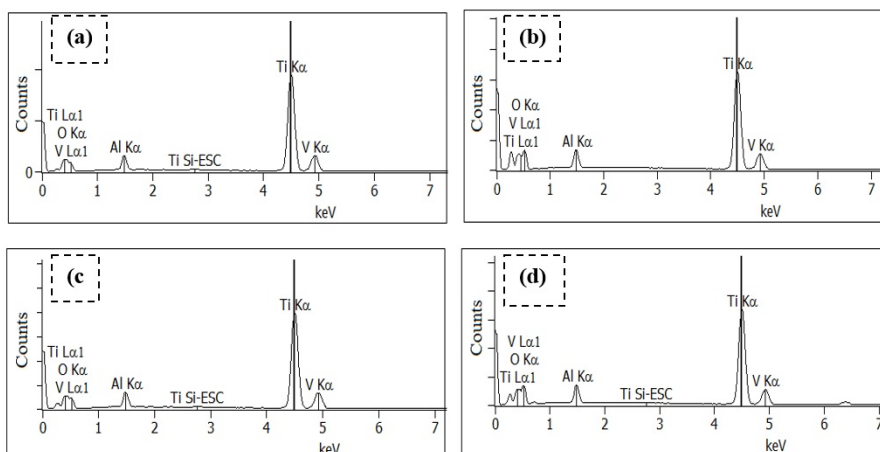 (a)
Counts
Ti Kα
Ti Lα1
O Kα
V Lα1
Al Kα
Ti Si-ESC
V Kα
0
0 1 2 3 4 5 6 7
keV
(b)
Counts
Ti Kα
O Kα
V Lα1
Ti Lα1
Al Kα
V Kα
0 1 2 3 4 5 6 7
keV
(c
Counts
Ti Kα
Ti Lα1
O Kα
V Lα1
Al Kα
Ti Si-ESC
V Kα
0 1 2 3 4 5 6 7
keV
(d)
Counts
Ti Kα
V Lα1
O Kα
Ti Lα1
Al Kα
Ti Si-ESC
V Kα
0 1 2 3 4 5 6 7
keV